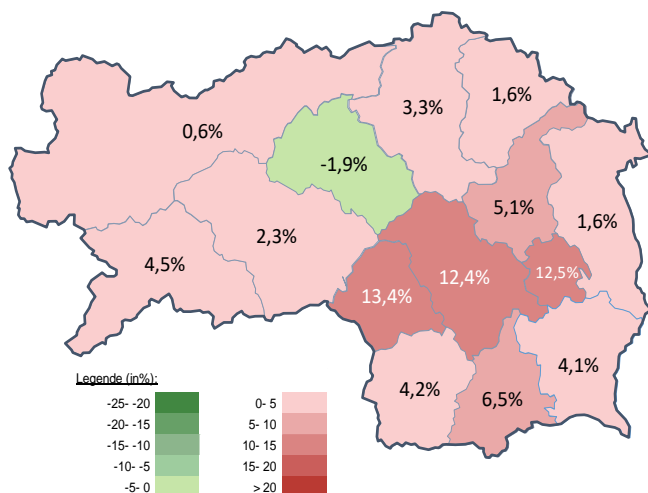 1,6%
3,3%
0,6%
-1,9%
5,1%
1,6%
2,3%
4,5%
12,4%
12,5%
13,4%
4,1%
4,2%
6,5%
Legende (in%):
-25- -20 0- 5
-20- -15 5- 10
-15- -10 10- 15
-10- -5 15- 20
-5- 0 > 20